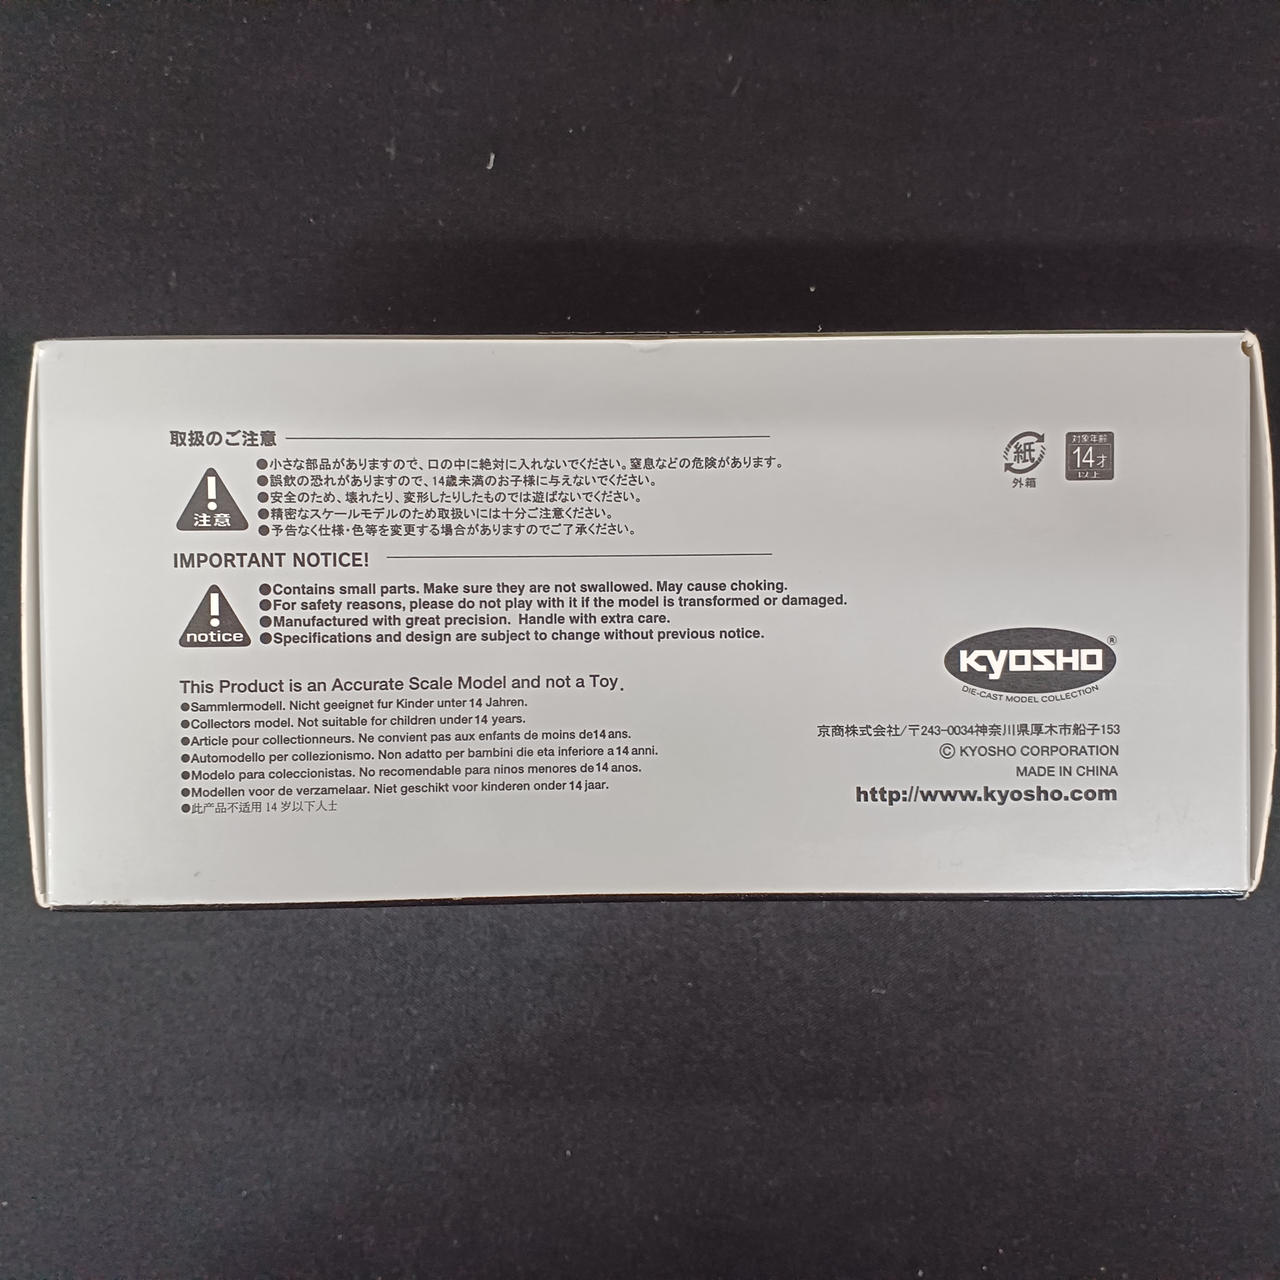 取扱のご注意
注意
●小さな部品がありますので、口の中に絶対に入れないでください。窒息などの危険があります。
●誤飲の恐れがありますので、14歳未満のお子様に与えないでください。
●安全のため、壊れたり、変形したりしたものでは遊ばないでください。
●精密なスケールモデルのため取扱いには十分ご注意ください。
●予告なく仕様・色等を変更する場合がありますのでご了承ください。
IMPORTANT NOTICE!
notice
●Contains small parts. Make sure they are not swallowed. May cause choking.
●For safety reasons, please do not play with it if the model is transformed or damaged.
●Manufactured with great precision. Handle with extra care.
●Specifications and design are subject to change without previous notice.
This Product is an Accurate Scale Model and not a Toy.
●Sammlermodell. Nicht geeignet fur Kinder unter 14 Jahren.
●Collectors model. Not suitable for children under 14 years.
●Article pour collectionneurs. Ne convient pas aux enfants de moins de 14 ans.
●Automodello per collezionismo. Non adatto per bambini die eta inferiore a 14 anni.
●Modelo para coleccionistas. No recomendable para ninos menores de 14 anos.
●Modellen voor de verzamelaar. Niet geschikt voor kinderen onder 14 jaar.
●此产品不适用 14 岁以下人士
紙
外箱
対象年齢
14才
以上
KYOSHO®
DIE-CAST MODEL COLLECTION
京商株式会社/〒243-0034神奈川県厚木市船子153
© KYOSHO CORPORATION
MADE IN CHINA
http://www.kyosho.com